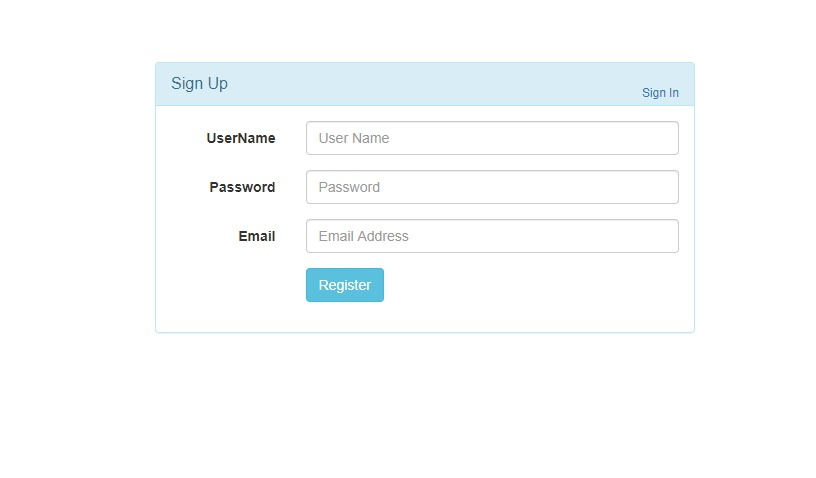 Sign Up
Sign In
UserName
User Name
Password
Password
Email
Email Address
Register